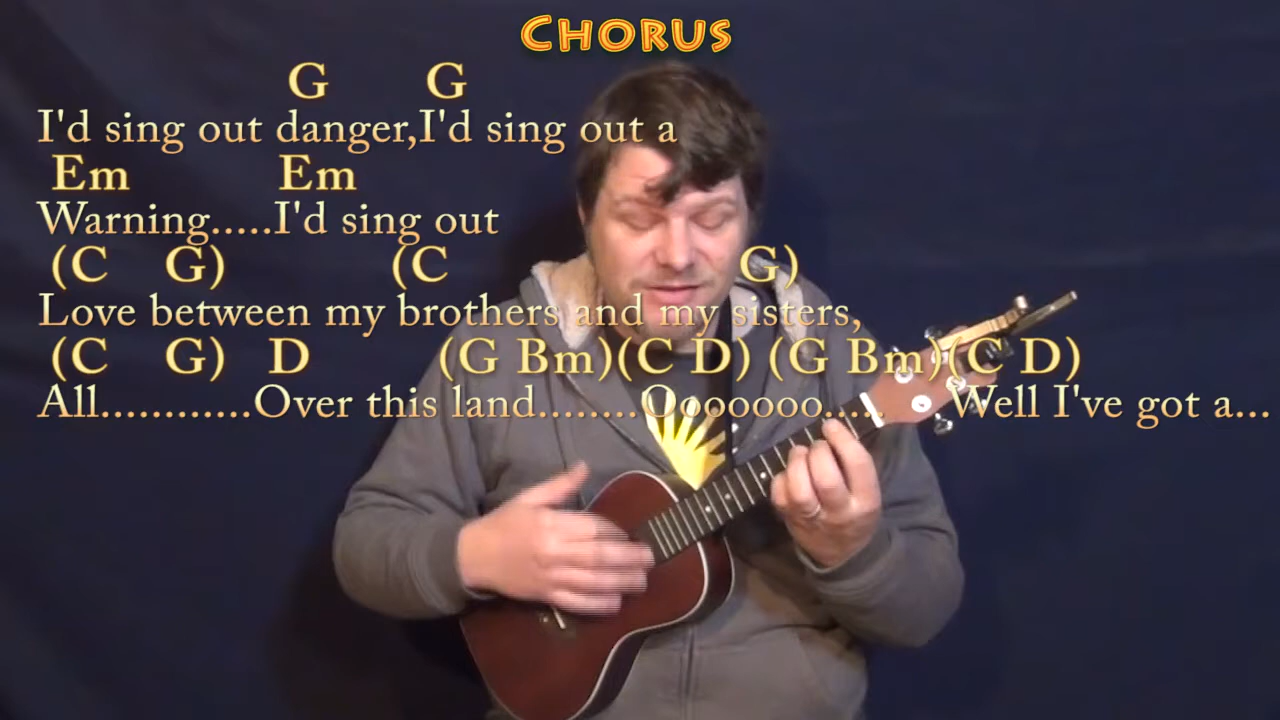 CHORUS
G G
I'd sing out danger,I'd sing out a
Em Em
Warning.....I'd sing out
(C G) (C G)
Love between my brothers and my sisters,
(C G) D (G Bm)(C D) (G Bm)(C D)
All............Over this land........Ooooooo..... Well I've got a...